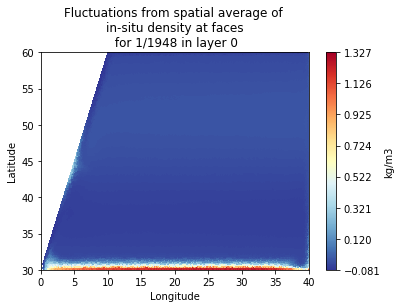 Fluctuations from spatial average of
in-situ density at faces
for 1/1948 in layer 0
60
55
50
45
40
35
30
Latitude
0 5 10 15 20 25 30 35 40
Longitude
1.327
1.126
0.925
0.724
0.522
0.321
0.120
−0.081
kg/m3